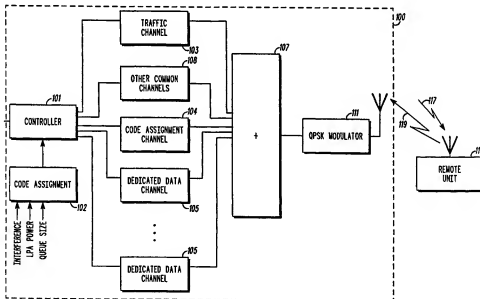 100
TRAFFIC
CHANNEL
103
108
OTHER COMMON
CHANNELS
107
101
CONTROLLER
104
CODE ASSIGNMENT
CHANNEL
+
111
QPSK MODULATOR
117
119
REMOTE
UNIT
CODE ASSIGNMENT
102
DEDICATED DATA
CHANNEL
105
INTERFERENCE
LPA POWER
QUEUE SIZE
105
DEDICATED DATA
CHANNEL